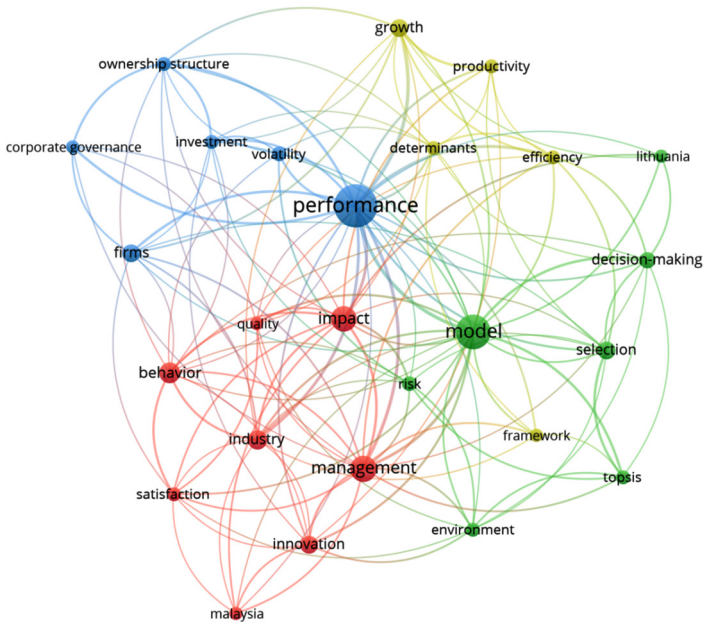 growth
ownership structure
productivity
corporate governance
investment
volatility
determinants
efficiency
lithuania
performance
firms
decision-making
quality
impact
model
selection
behavior
risk
industry
framework
management
topsis
satisfaction
environment
innovation
malaysia